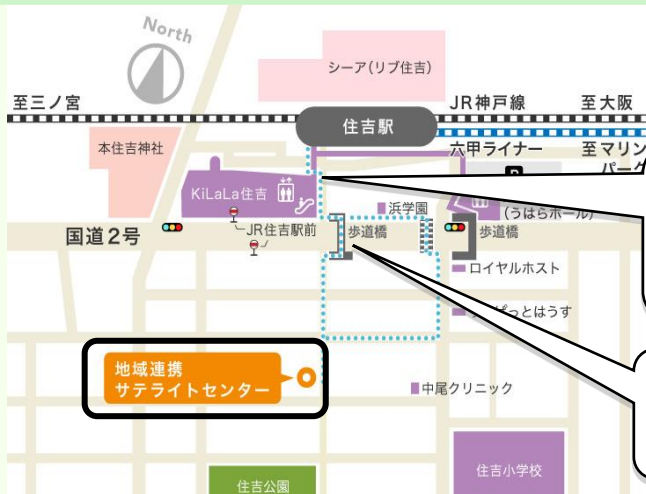 North
シーア(リブ住吉)
至三ノ宮
JR神戸線
至大阪
住吉駅
本住吉神社
六甲ライナー
至マリン
パーク
P
KiLaLa住吉
浜学園
(うはらホール)
国道2号
JR住吉駅前
歩道橋
歩道橋
ロイヤルホスト
ぱっとはうす
地域連携
サテライトセンター
中尾クリニック
住吉小学校
住吉公園